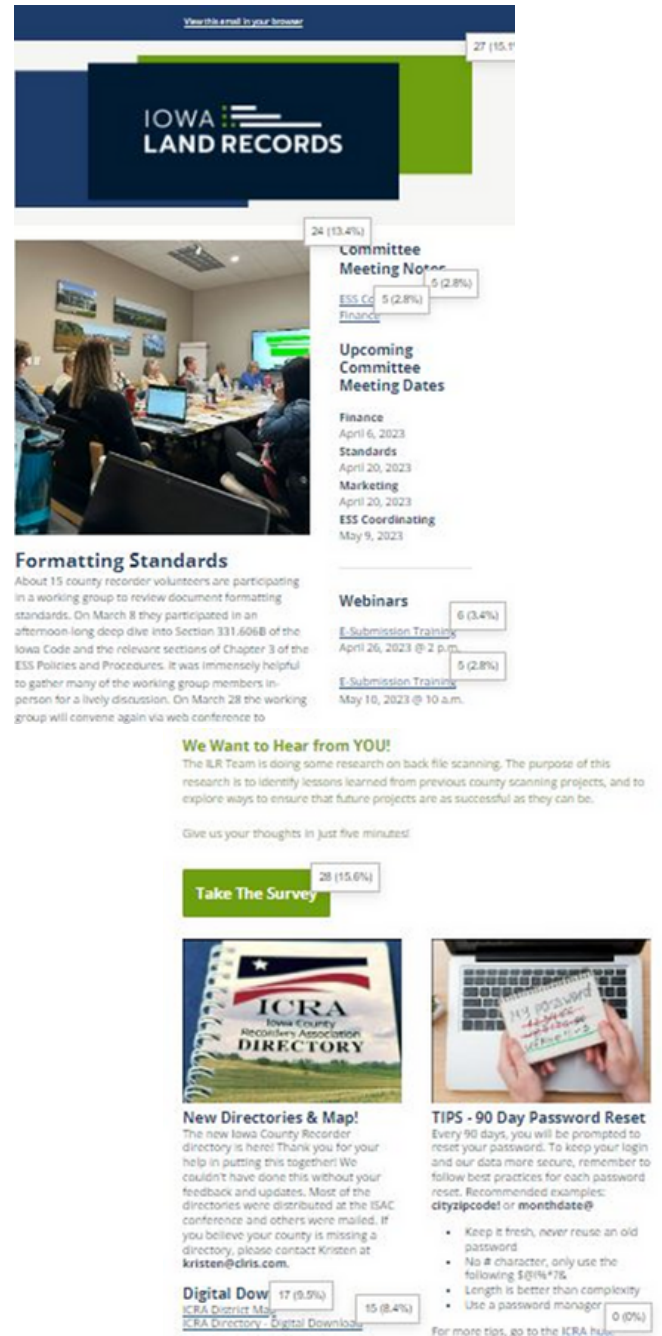 View this email in your browser
27 (15.1%
IOWA
LAND RECORDS
24 (13.4%)
Committee
Meeting Notes
5 (2.8%)
ESS Co
5 (2.8%)
Finance
Upcoming
Committee
Meeting Dates
Finance
April 6, 2023
Standards
April 20, 2023
Marketing
April 20, 2023
ESS Coordinating
May 9, 2023
Formatting Standards
About 15 county recorder volunteers are participating
in a working group to review document formatting
standards. On March 8 they participated in an
afternoon-long deep dive into Section 331.606B of the
Iowa Code and the relevant sections of Chapter 3 of the
ESS Policies and Procedures. It was immensely helpful
to gather many of the working group members in-
person for a lively discussion. On March 28 the working
group will convene again via web conference to
Webinars
6 (3.4%)
E-Submission Training
April 26, 2023 @ 2 p.m.
5 (2.8%)
E-Submission Training
May 10, 2023 @ 10 a.m.
We Want to Hear from YOU!
The ILR Team is doing some research on back file scanning. The purpose of this
research is to identify lessons learned from previous county scanning projects, and to
explore ways to ensure that future projects are as successful as they can be.
Give us your thoughts in just five minutes!
28 (15.6%)
Take The Survey
ICRA
Iowa County
Recorders Association
DIRECTORY
My password
New Directories & Map!
The new Iowa County Recorder
directory is here! Thank you for your
help in putting this together! We
couldn't have done this without your
feedback and updates. Most of the
directories were distributed at the ISAC
conference and others were mailed. If
you believe your county is missing a
directory, please contact Kristen at
kristen@clris.com.
Digital Dow
17 (9.5%)
ICRA District Map
15 (8.4%)
ICRA Directory - Digital Download
TIPS - 90 Day Password Reset
Every 90 days, you will be prompted to
reset your password. To keep your login
and our data more secure, remember to
follow best practices for each password
reset. Recommended examples:
cityzipcode! or monthdate@
• Keep it fresh, never reuse an old
password
• No # character, only use the
following $@!%*?&
• Length is better than complexity
• Use a password manager
0 (0%)
For more tips, go to the ICRA